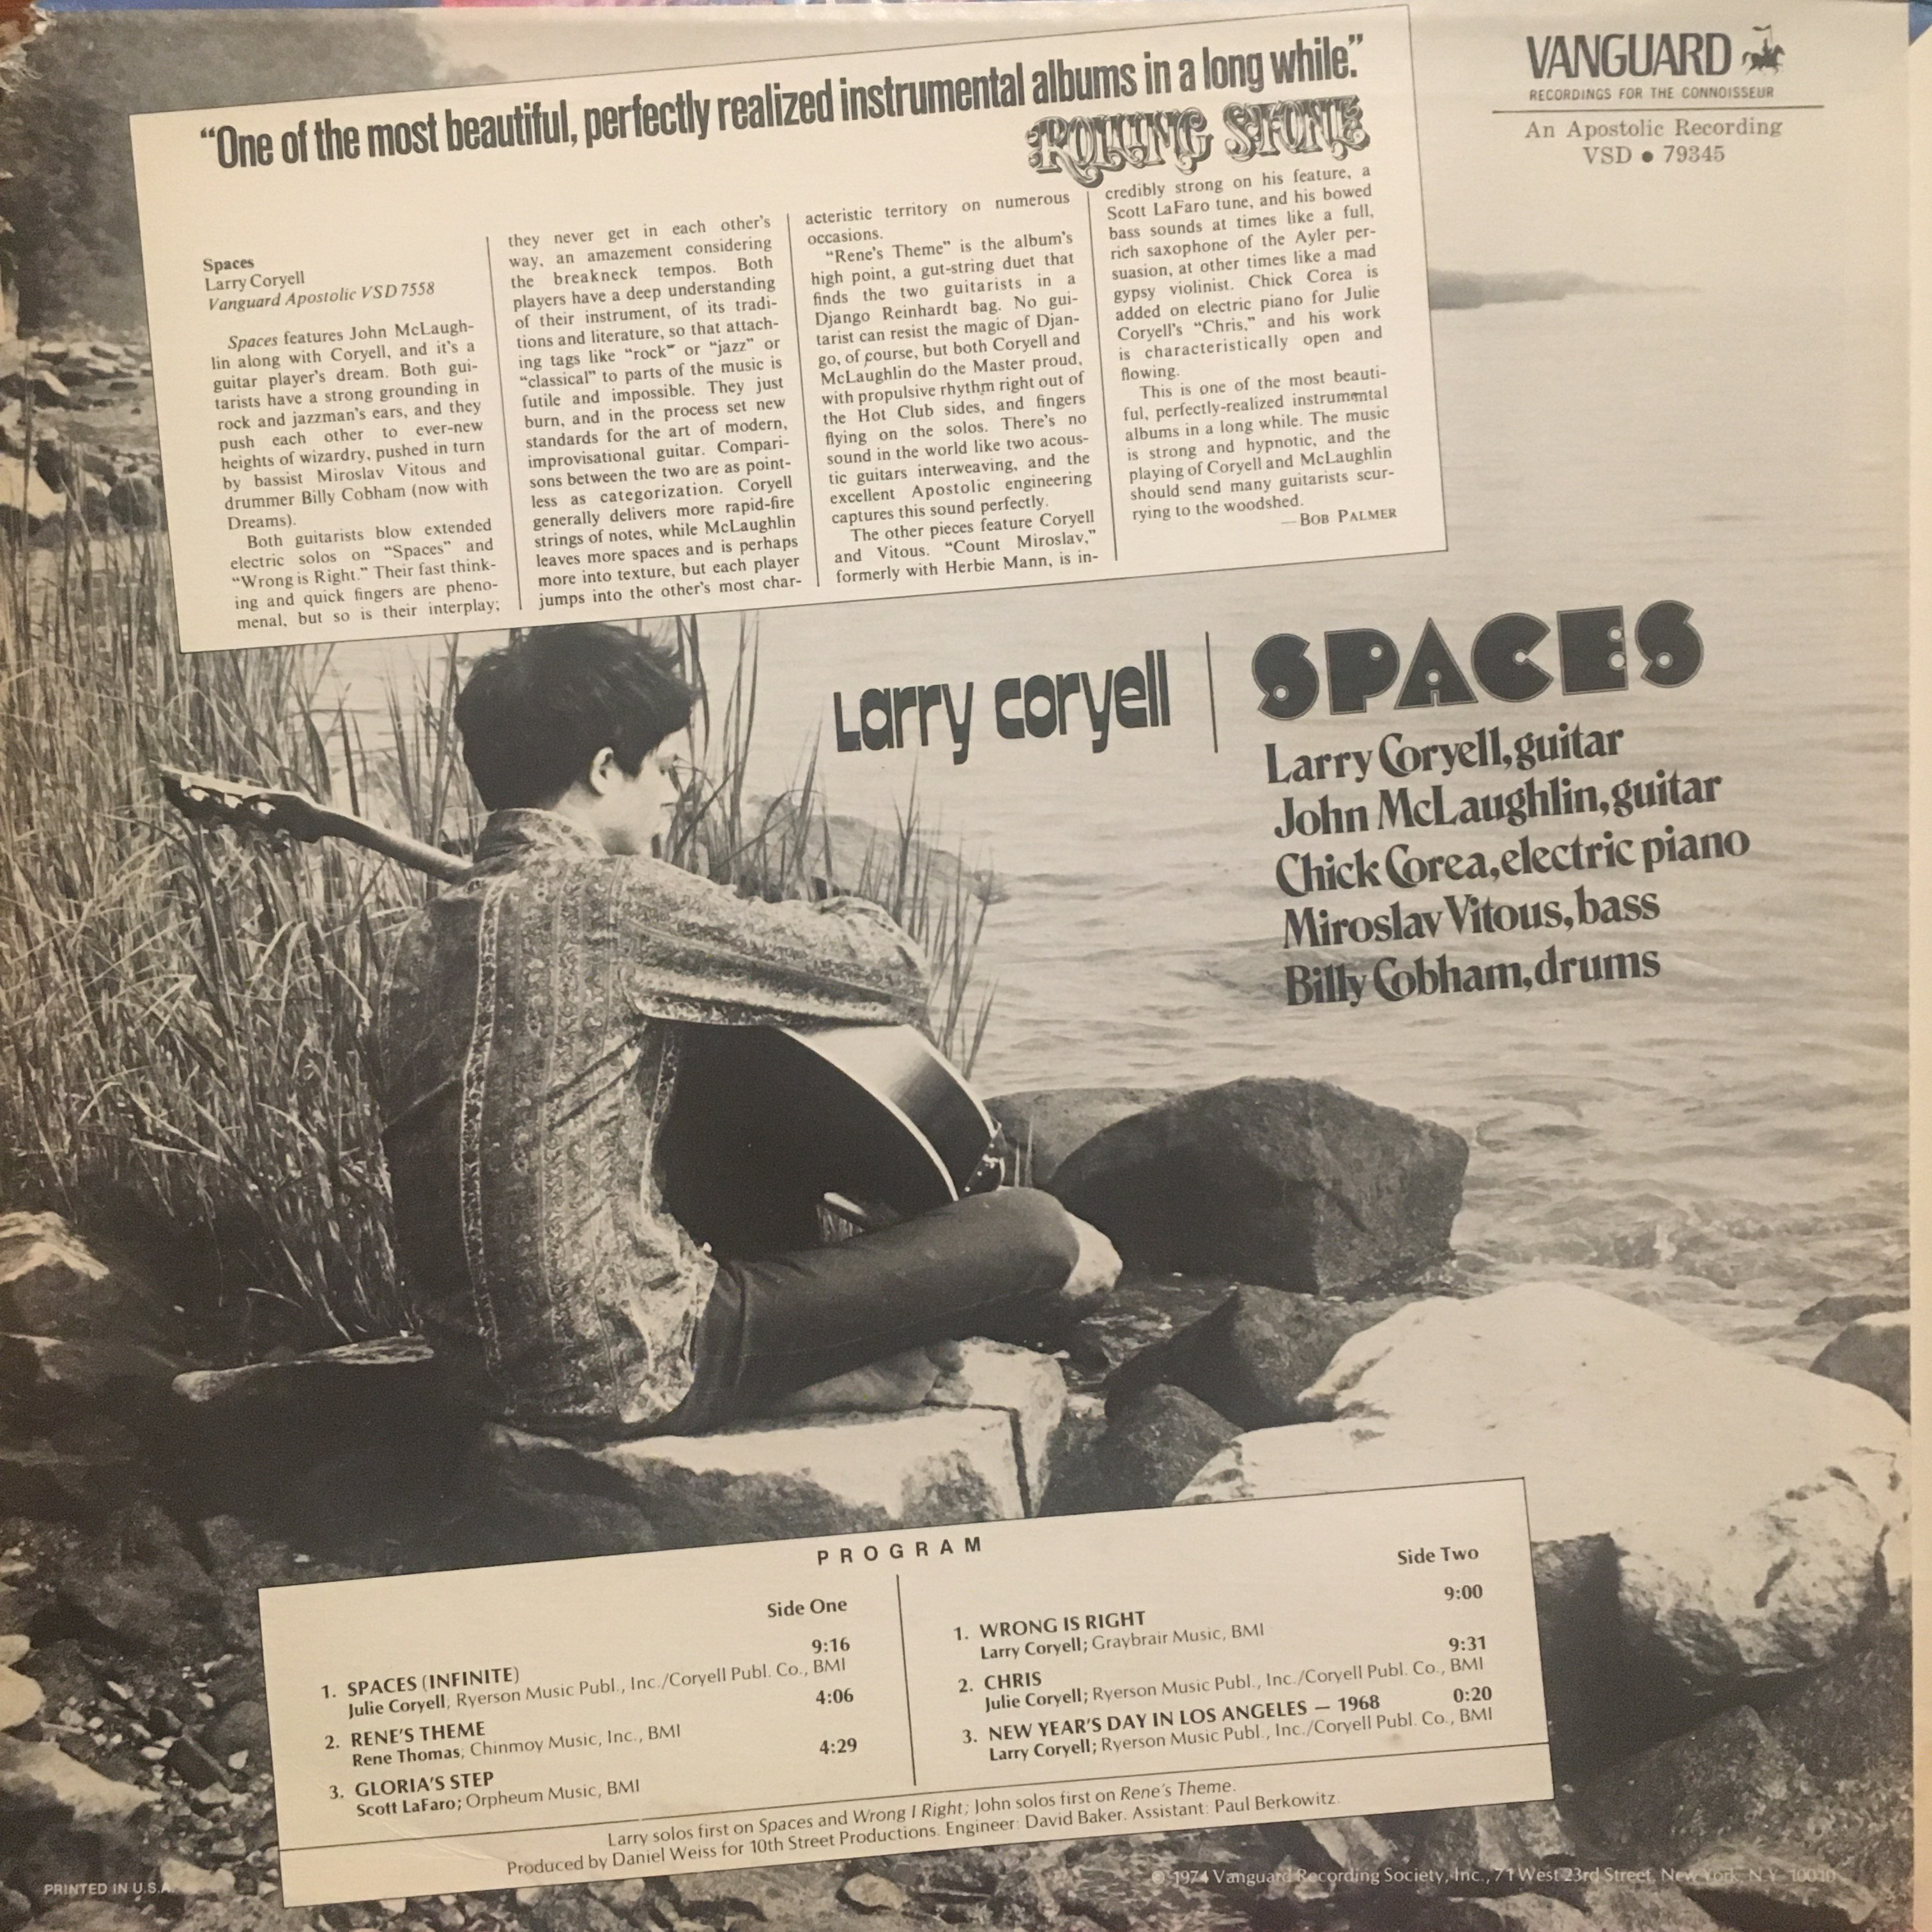 "One of the most beautiful, perfectly realized instrumental albums in a long while."
ROLLING STONE
VANGUARD
RECORDINGS FOR THE CONNOISSEUR
An Apostolic Recording
VSD • 79345
Spaces
Larry Coryell
Vanguard Apostolic VSD 7558
Spaces features John McLaugh-
lin along with Coryell, and it's a
guitar player's dream. Both gui-
tarists have a strong grounding in
rock and jazzman's ears, and they
push each other to ever-new
heights of wizardry, pushed in turn
by bassist Miroslav Vitous and
drummer Billy Cobham (now with
Dreams).
Both guitarists blow extended
electric solos on "Spaces" and
"Wrong is Right." Their fast think-
ing and quick fingers are pheno-
menal, but so is their interplay;
they never get in each other's
way, an amazement considering
the breakneck tempos. Both
players have a deep understanding
of their instrument, of its tradi-
tions and literature, so that attach-
ing tags like "rock" or "jazz" or
"classical" to parts of the music is
futile and impossible. They just
burn, and in the process set new
standards for the art of modern,
improvisational guitar. Compari-
sons between the two are as point-
less as categorization. Coryell
generally delivers more rapid-fire
strings of notes, while McLaughlin
leaves more spaces and is perhaps
more into texture, but each player
jumps into the other's most char-
acteristic territory on numerous
occasions.
"Rene's Theme" is the album's
high point, a gut-string duet that
finds the two guitarists in a
Django Reinhardt bag. No gui-
tarist can resist the magic of Djan-
go, of course, but both Coryell and
McLaughlin do the Master proud,
with propulsive rhythm right out of
the Hot Club sides, and fingers
flying on the solos. There's no
sound in the world like two acous-
tic guitars interweaving, and the
excellent Apostolic engineering
captures this sound perfectly.
The other pieces feature Coryell
and Vitous. "Count Miroslav,"
formerly with Herbie Mann, is in-
credibly strong on his feature, a
Scott LaFaro tune, and his bowed
bass sounds at times like a full,
rich saxophone of the Ayler per-
suasion, at other times like a mad
gypsy violinist. Chick Corea is
added on electric piano for Julie
Coryell's "Chris," and his work
is characteristically open and
flowing.
This is one of the most beauti-
ful, perfectly-realized instrumental
albums in a long while. The music
is strong and hypnotic, and the
playing of Coryell and McLaughlin
should send many guitarists scur-
rying to the woodshed.
—BOB PALMER
Larry Coryell | SPACES
Larry Coryell, guitar
John McLaughlin, guitar
Chick Corea, electric piano
Miroslav Vitous, bass
Billy Cobham, drums
PROGRAM
Side One
9:16
1. SPACES (INFINITE)
Julie Coryell; Ryerson Music Publ., Inc./Coryell Publ. Co., BMI
4:06
2. RENE'S THEME
Rene Thomas; Chinmoy Music, Inc., BMI
4:29
3. GLORIA'S STEP
Scott LaFaro; Orpheum Music, BMI
Side Two
9:00
1. WRONG IS RIGHT
Larry Coryell; Graybrair Music, BMI
9:31
2. CHRIS
Julie Coryell; Ryerson Music Publ., Inc./Coryell Publ. Co., BMI
3. NEW YEAR'S DAY IN LOS ANGELES — 1968 0:20
Larry Coryell; Ryerson Music Publ., Inc./Coryell Publ. Co., BMI
Larry solos first on Spaces and Wrong I Right; John solos first on Rene's Theme.
Produced by Daniel Weiss for 10th Street Productions. Engineer: David Baker. Assistant: Paul Berkowitz.
PRINTED IN U.S.A.
© 1974 Vanguard Recording Society, Inc., 71 West 23rd Street, New York, N.Y. 10010